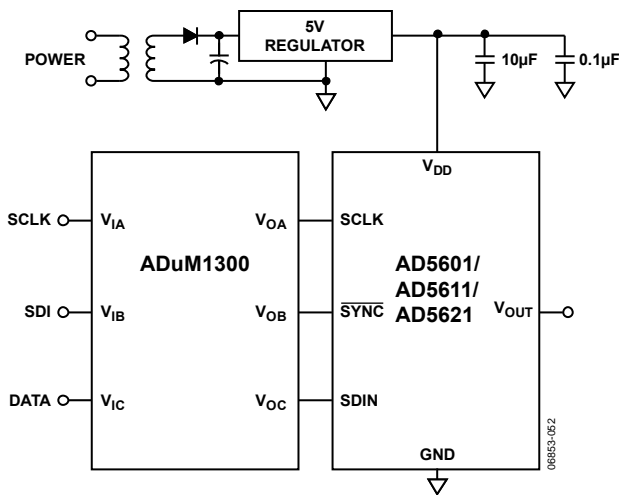 5V
REGULATOR
POWER
10µF
0.1µF
VDD
SCLK
VIA
VOA
SCLK
ADuM1300
AD5601/
AD5611/
AD5621
SDI
VIB
VOB
SYNC
VOUT
DATA
VIC
VOC
SDIN
GND
06853-052